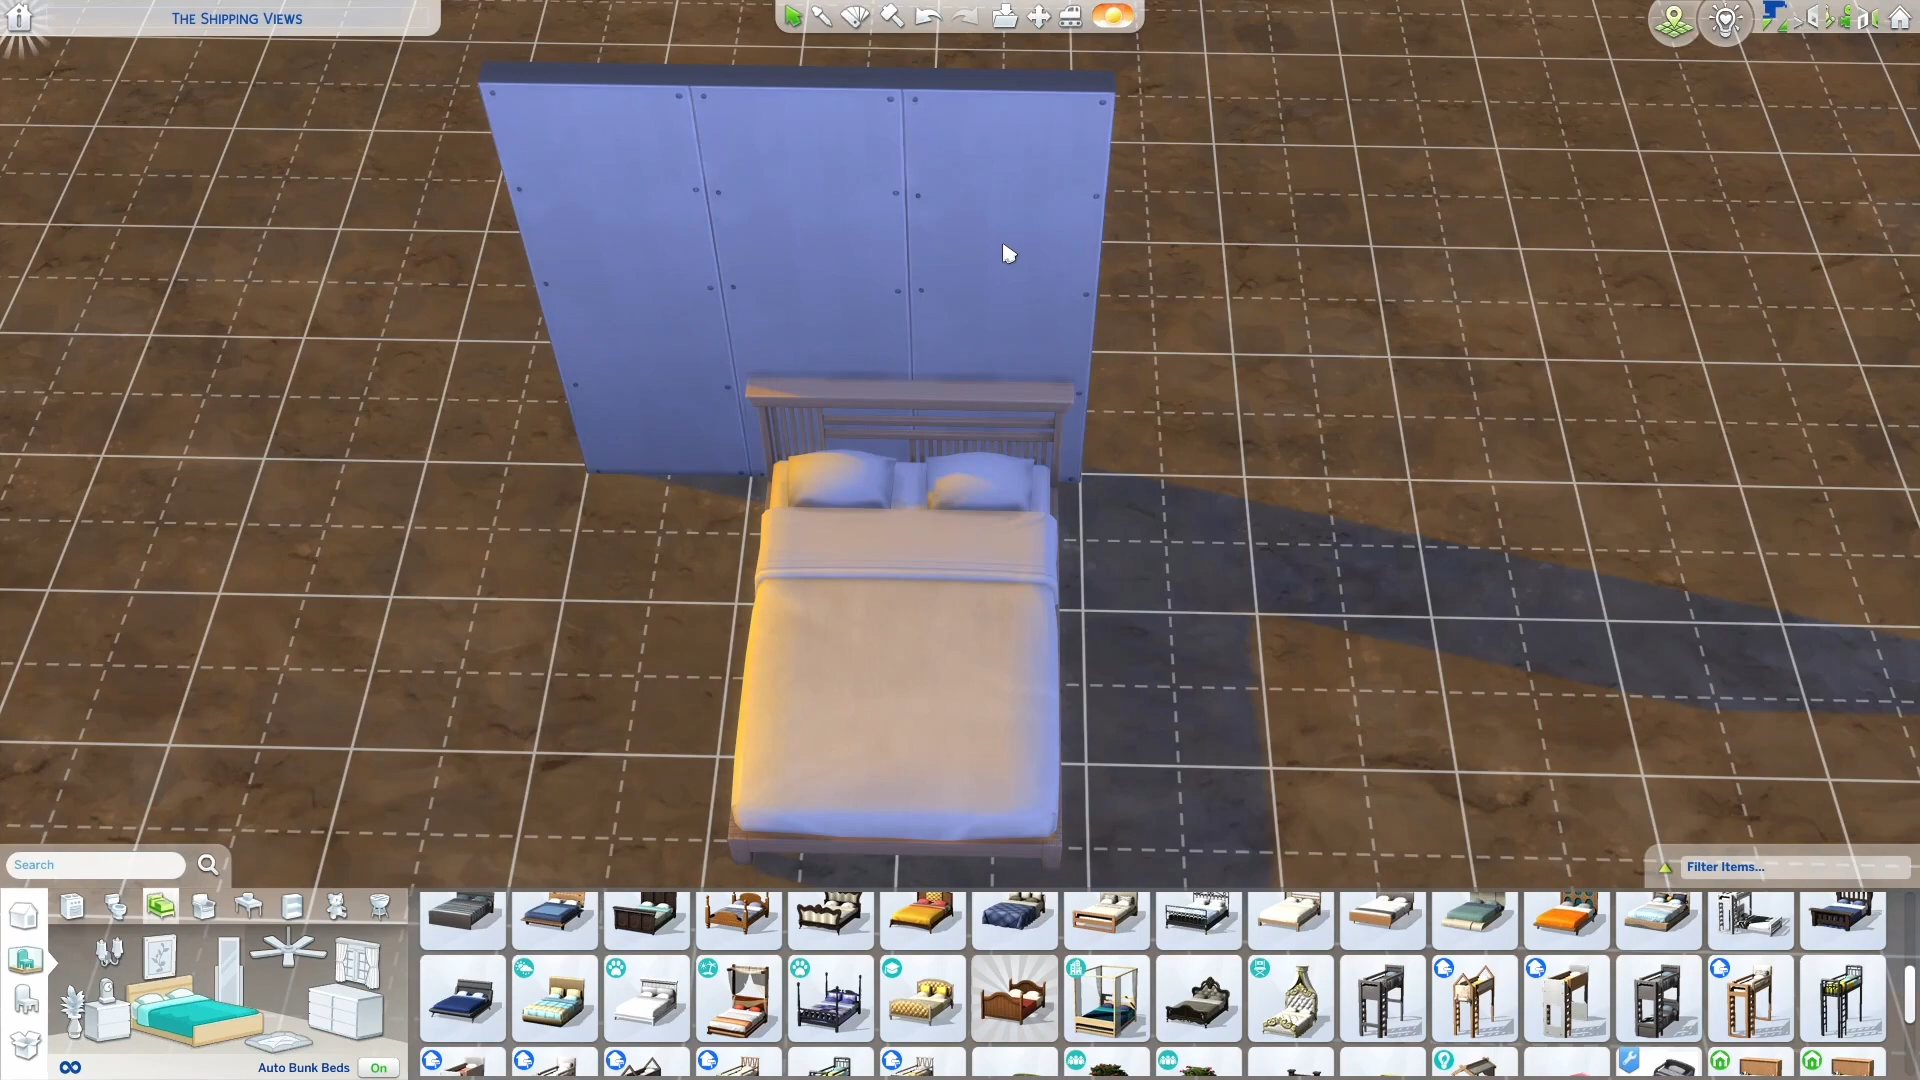 The Shipping Views
Search
Filter Items...
Auto Bunk Beds
On